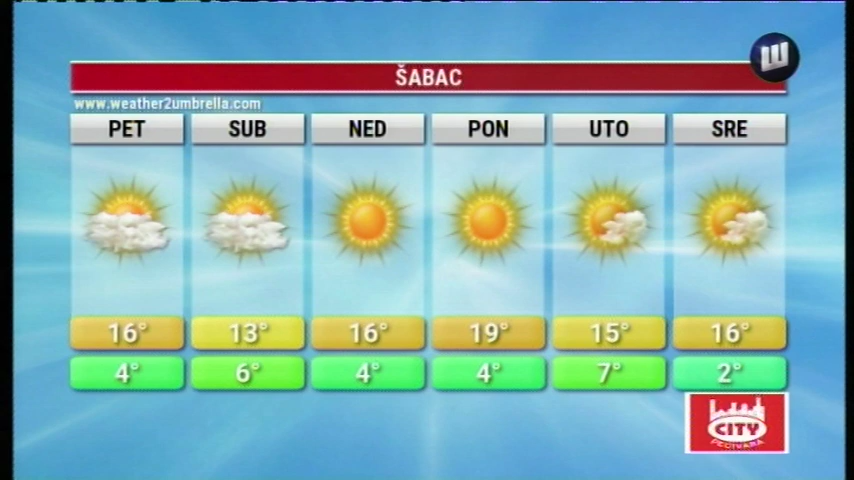 ŠABAC
www.weather2umbrella.com
PET SUB NED PON UTO SRE
16° 13° 16° 19° 15° 16°
4° 6° 4° 4° 7° 2°
CITY
PECIVARA